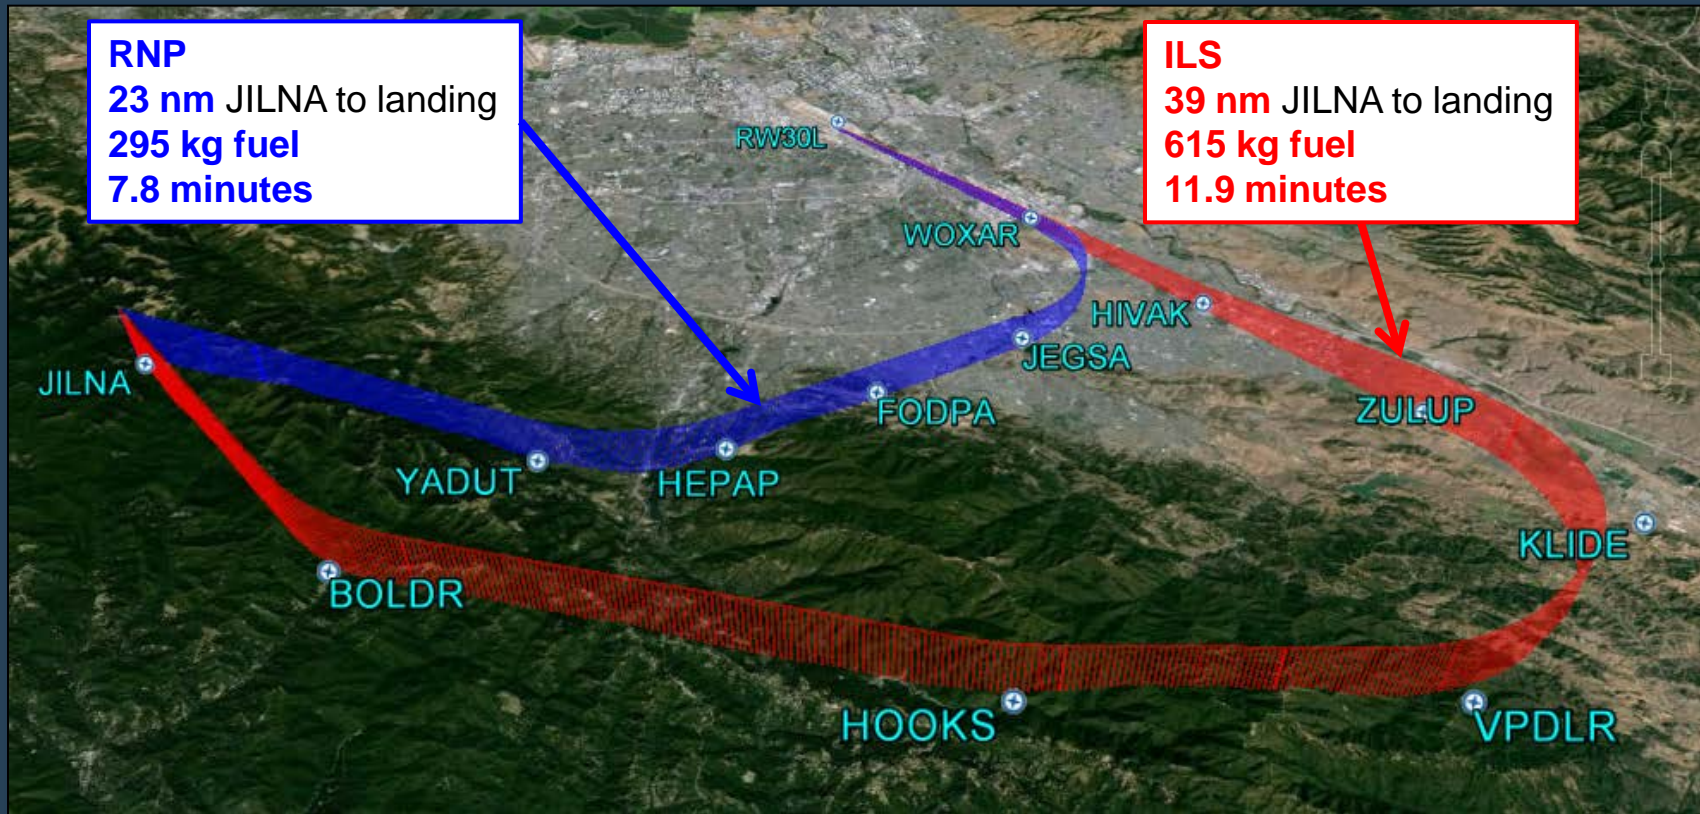 RNP
23 nm JILNA to landing
295 kg fuel
7.8 minutes
ILS
39 nm JILNA to landing
615 kg fuel
11.9 minutes
RW30L
WOXAR
HIVAK
JEGSA
JILNA
FODPA
ZULUP
YADUT
HEPAP
KLIDE
BOLDR
HOOKS
VPDLR